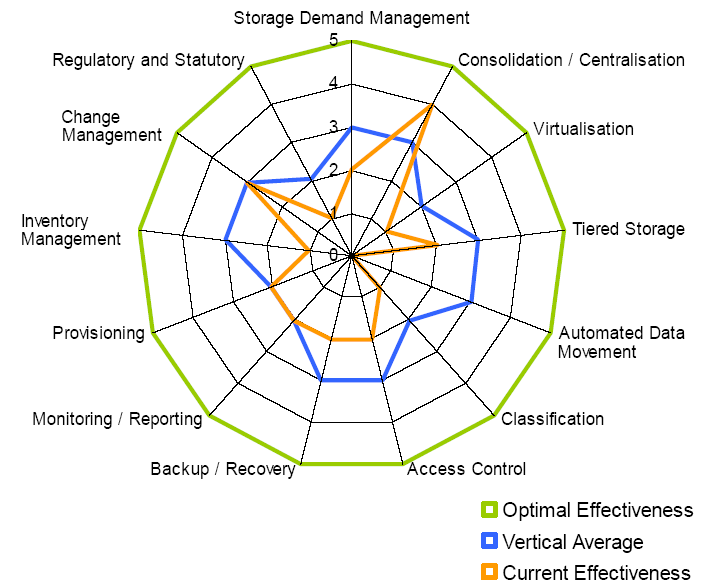 Storage Demand Management
5
Regulatory and Statutory
Consolidation / Centralisation
4
Change
Management
Virtualisation
3
2
Inventory
Management
1
Tiered Storage
0
Provisioning
Automated Data
Movement
Monitoring / Reporting
Classification
Backup / Recovery
Access Control
Optimal Effectiveness
Vertical Average
Current Effectiveness